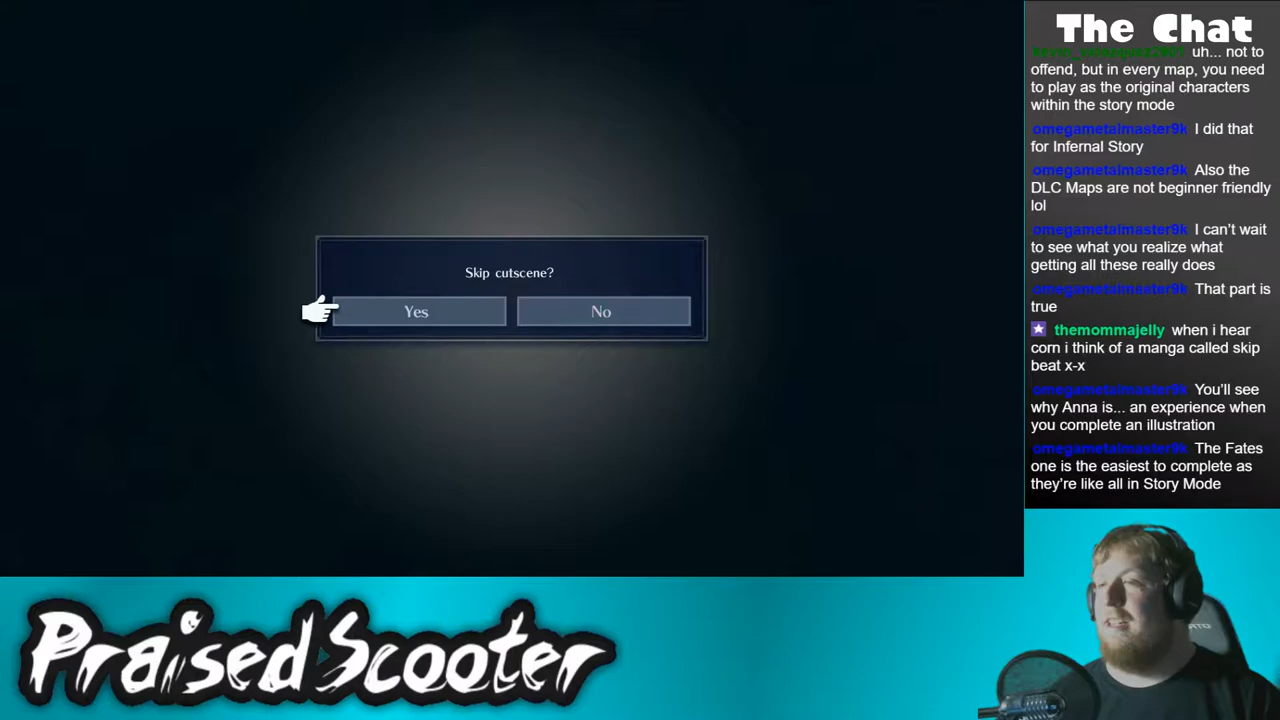 Skip cutscene?
Yes
No
The Chat
uh... not to
offend, but in every map, you need
to play as the original characters
within the story mode
omegametalmaster9k I did that
for Infernal Story
omegametalmaster9k Also the
DLC Maps are not beginner friendly
lol
omegametalmaster9k I can't wait
to see what you realize what
getting all these really does
omegametalmaster9k That part is
true
themommajelly when i hear
corn i think of a manga called skip
beat x-x
omegametalmaster9k You'll see
why Anna is... an experience when
you complete an illustration
omegametalmaster9k The Fates
one is the easiest to complete as
they're like all in Story Mode
PraisedScooter